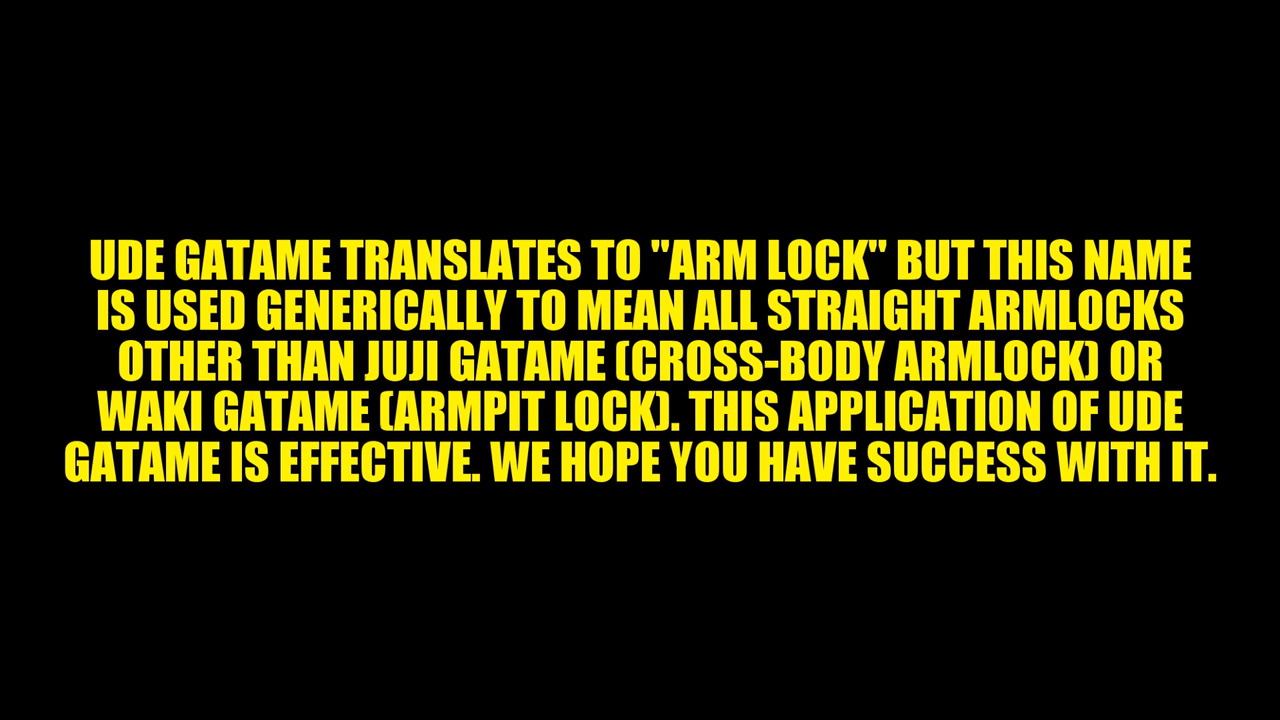 UDE GATAME TRANSLATES TO "ARM LOCK" BUT THIS NAME
IS USED GENERICALLY TO MEAN ALL STRAIGHT ARMLOCKS
OTHER THAN JUJI GATAME (CROSS-BODY ARMLOCK) OR
WAKI GATAME (ARMPIT LOCK). THIS APPLICATION OF UDE
GATAME IS EFFECTIVE. WE HOPE YOU HAVE SUCCESS WITH IT.